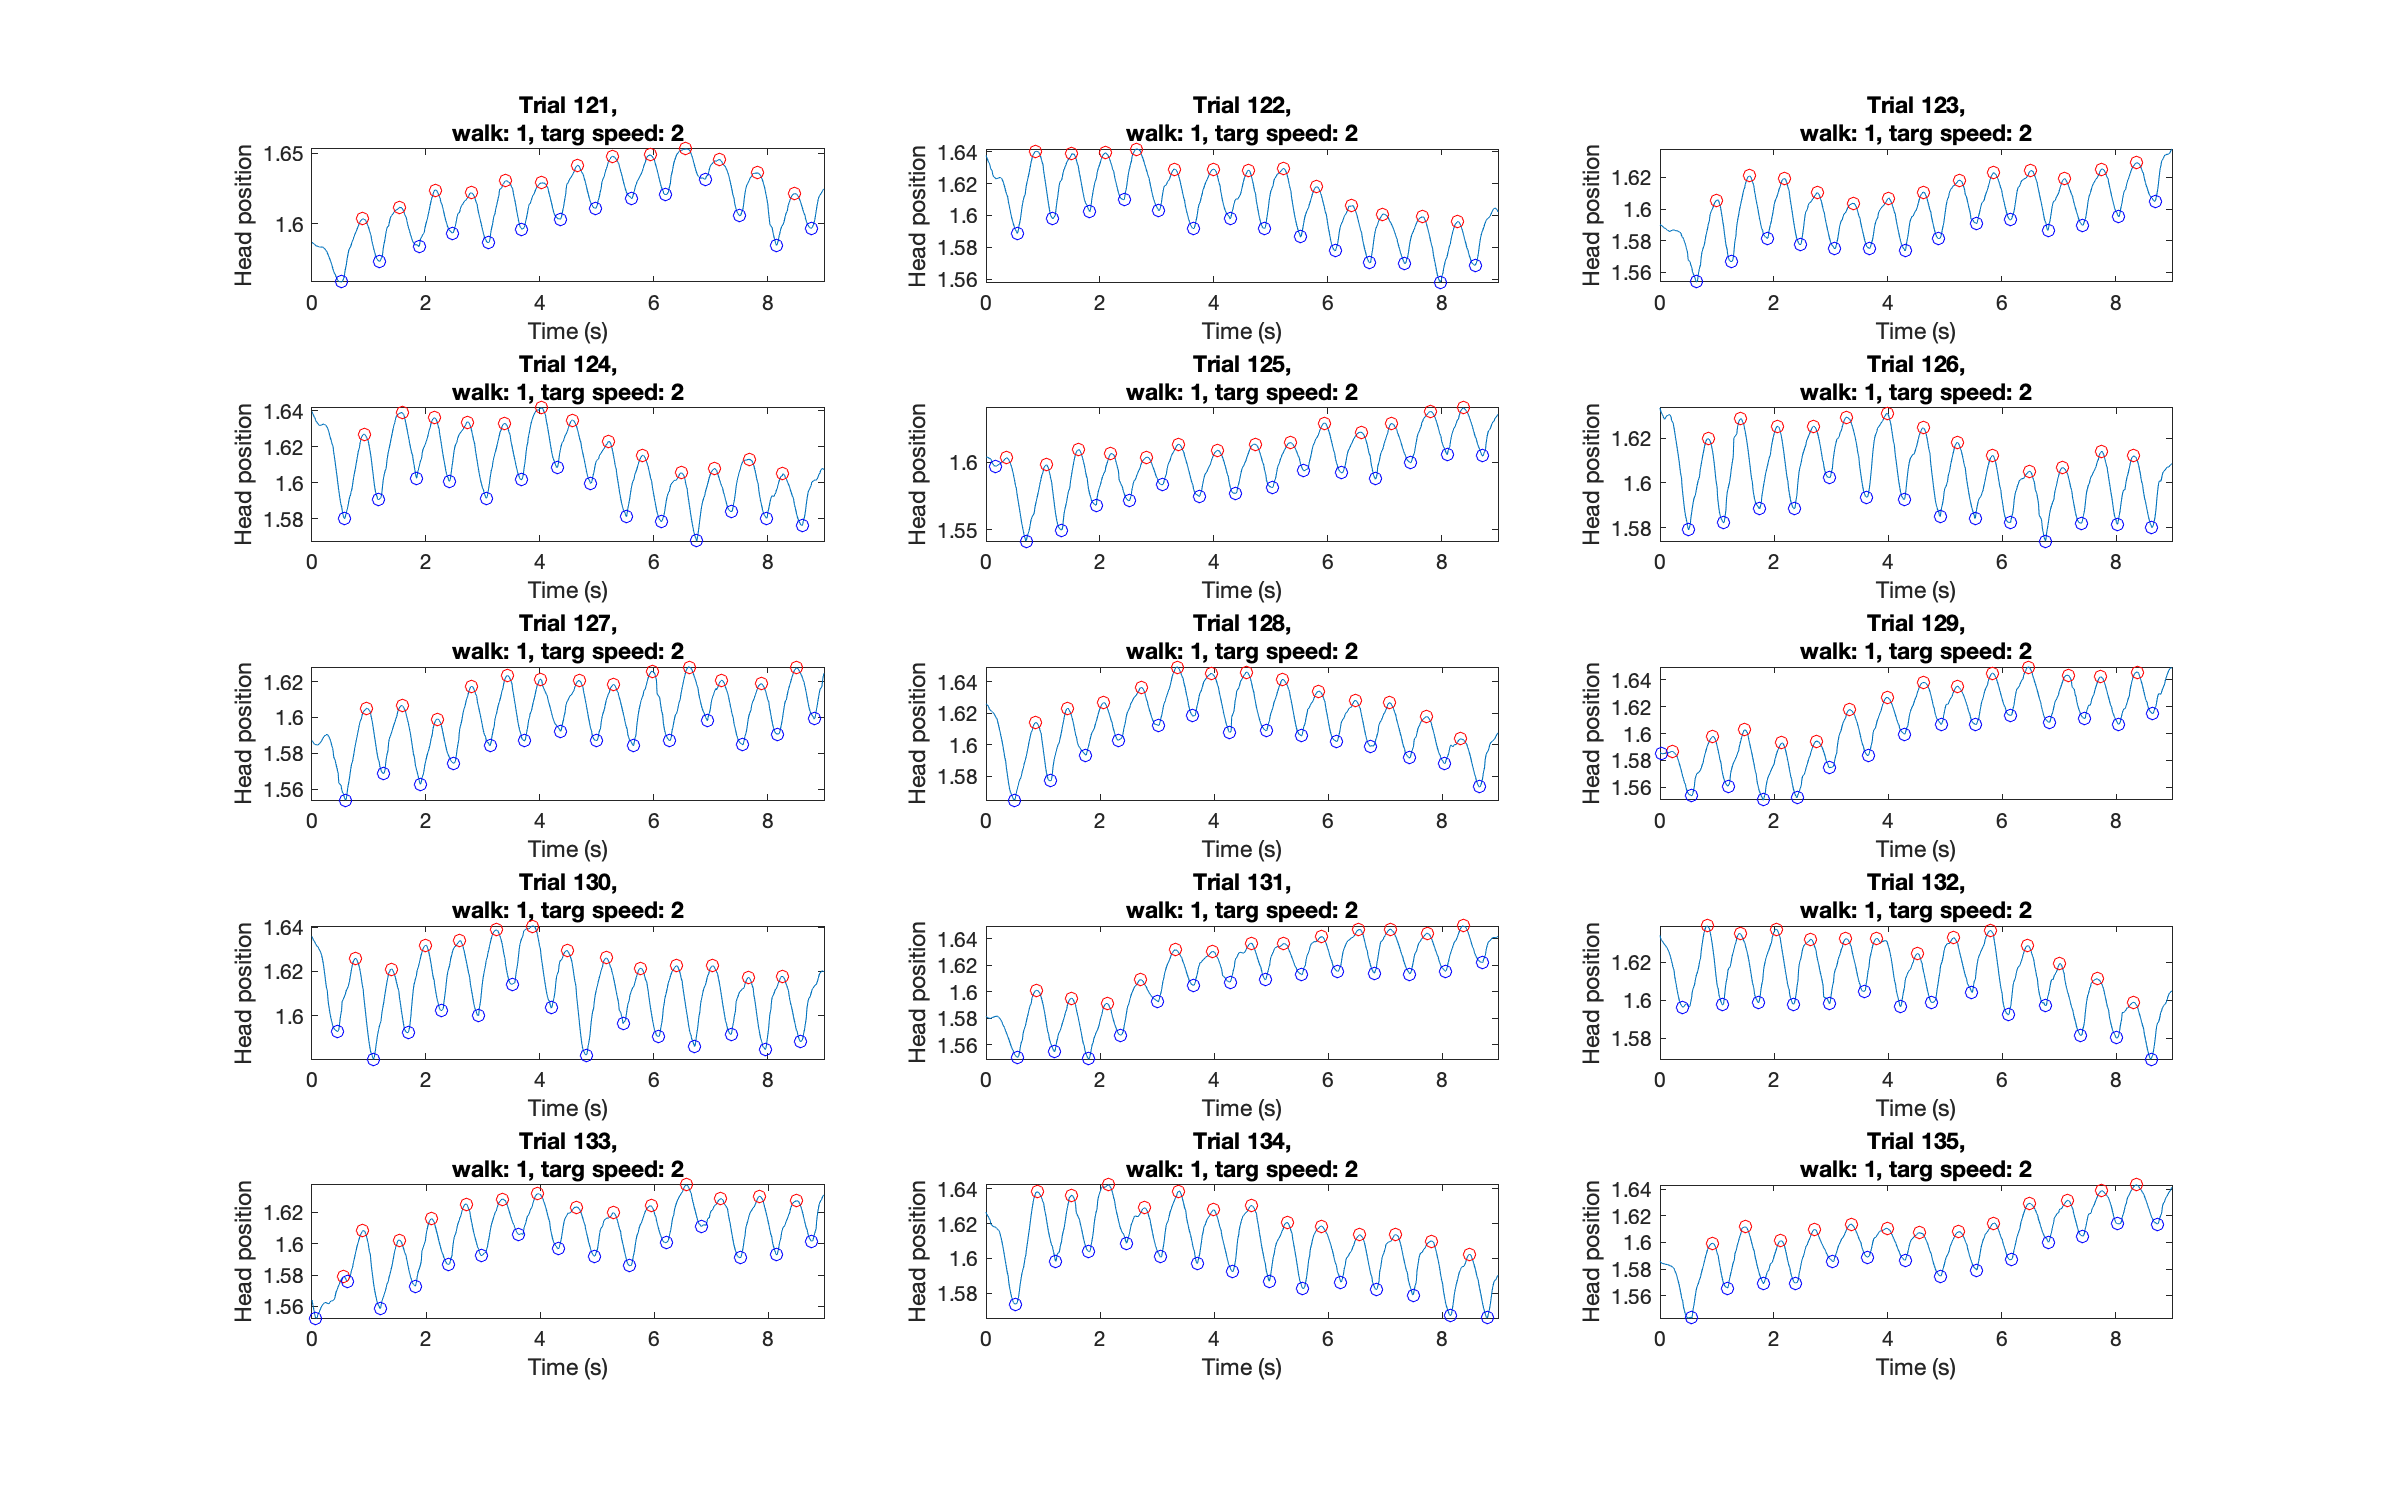 Trial 121,
walk: 1, targ speed: 2
1.65
1.6
Head position
0 2 4 6 8
Time (s)
Trial 122,
walk: 1, targ speed: 2
1.64
1.62
1.6
1.58
1.56
Head position
0 2 4 6 8
Time (s)
Trial 123,
walk: 1, targ speed: 2
1.62
1.6
1.58
1.56
Head position
0 2 4 6 8
Time (s)
Trial 124,
walk: 1, targ speed: 2
1.64
1.62
1.6
1.58
Head position
0 2 4 6 8
Time (s)
Trial 125,
walk: 1, targ speed: 2
1.6
1.55
Head position
0 2 4 6 8
Time (s)
Trial 126,
walk: 1, targ speed: 2
1.62
1.6
1.58
Head position
0 2 4 6 8
Time (s)
Trial 127,
walk: 1, targ speed: 2
1.62
1.6
1.58
1.56
Head position
0 2 4 6 8
Time (s)
Trial 128,
walk: 1, targ speed: 2
1.64
1.62
1.6
1.58
Head position
0 2 4 6 8
Time (s)
Trial 129,
walk: 1, targ speed: 2
1.64
1.62
1.6
1.58
1.56
Head position
0 2 4 6 8
Time (s)
Trial 130,
walk: 1, targ speed: 2
1.64
1.62
1.6
Head position
0 2 4 6 8
Time (s)
Trial 131,
walk: 1, targ speed: 2
1.64
1.62
1.6
1.58
1.56
Head position
0 2 4 6 8
Time (s)
Trial 132,
walk: 1, targ speed: 2
1.62
1.6
1.58
Head position
0 2 4 6 8
Time (s)
Trial 133,
walk: 1, targ speed: 2
1.62
1.6
1.58
1.56
Head position
0 2 4 6 8
Time (s)
Trial 134,
walk: 1, targ speed: 2
1.64
1.62
1.6
1.58
Head position
0 2 4 6 8
Time (s)
Trial 135,
walk: 1, targ speed: 2
1.64
1.62
1.6
1.58
1.56
Head position
0 2 4 6 8
Time (s)